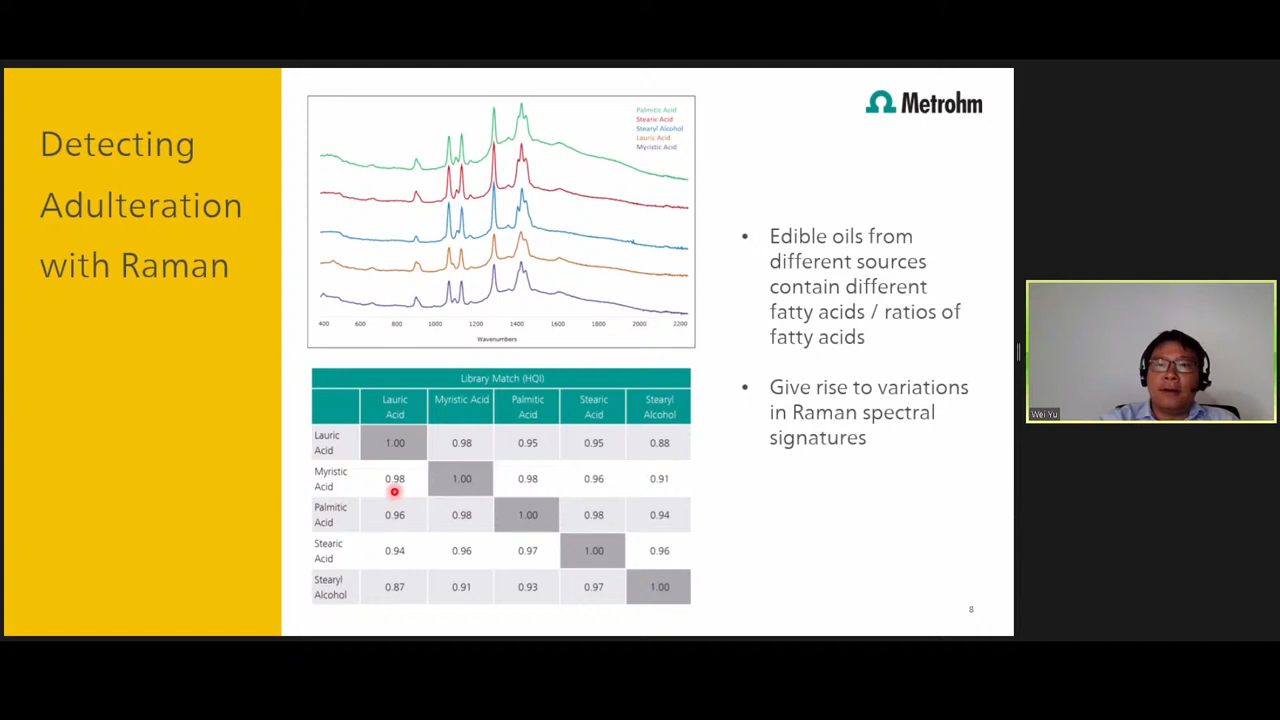 Detecting
Adulteration
with Raman
Palmitic Acid
Stearic Acid
Stearyl Alcohol
Lauric Acid
Myristic Acid
400 600 800 1000 1200 1400 1600 1800 2000 2200
Wavenumbers
Library Match (HQI)
Lauric Acid Myristic Acid Palmitic Acid Stearic Acid Stearyl Alcohol
Lauric Acid 1.00 0.98 0.95 0.95 0.88
Myristic Acid 0.98 1.00 0.98 0.96 0.91
Palmitic Acid 0.96 0.98 1.00 0.98 0.94
Stearic Acid 0.94 0.96 0.97 1.00 0.96
Stearyl Alcohol 0.87 0.91 0.93 0.97 1.00
Metrohm
• Edible oils from
different sources
contain different
fatty acids / ratios of
fatty acids
• Give rise to variations
in Raman spectral
signatures
8
Wei Yu